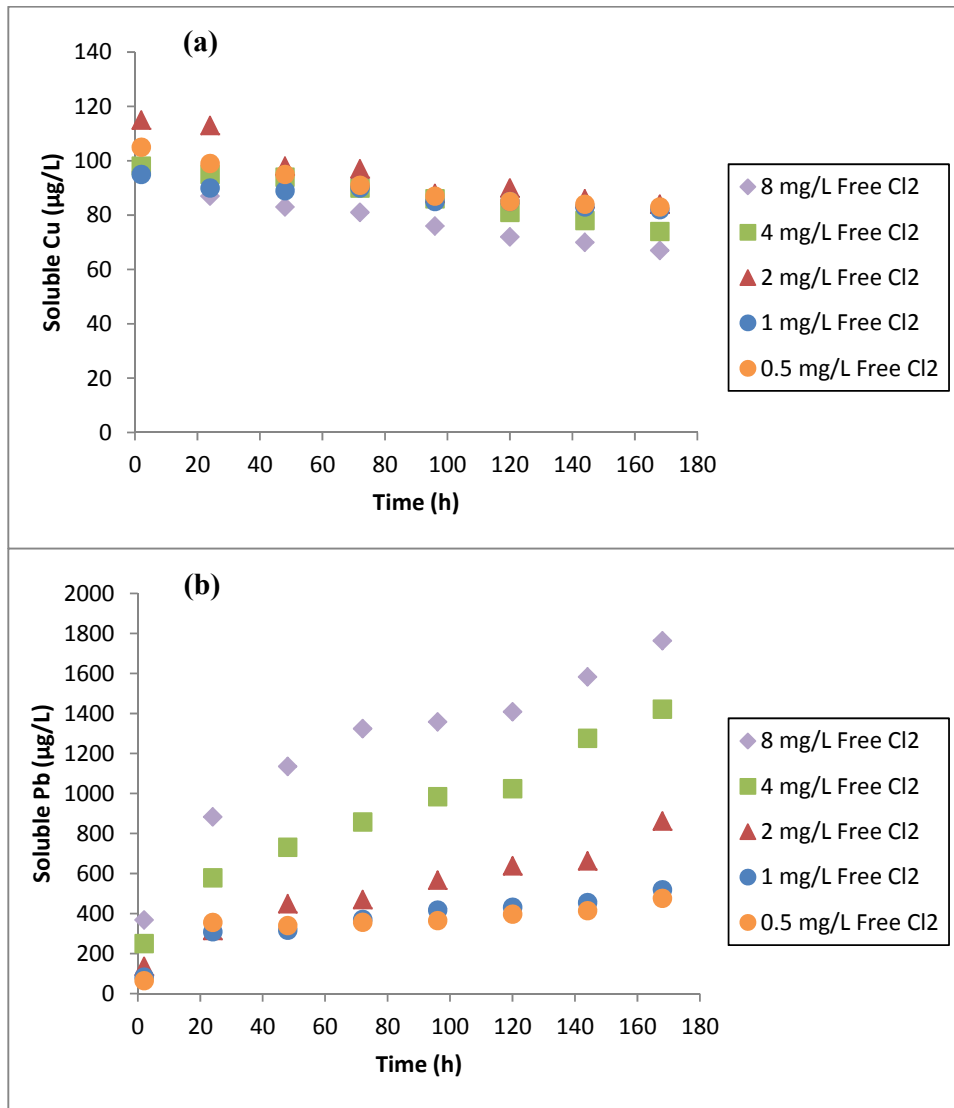 (a)
140
120
100
80
60
40
20
0
Soluble Cu (µg/L)
0 20 40 60 80 100 120 140 160 180
Time (h)
8 mg/L Free Cl2
4 mg/L Free Cl2
2 mg/L Free Cl2
1 mg/L Free Cl2
0.5 mg/L Free Cl2
(b)
2000
1800
1600
1400
1200
1000
800
600
400
200
0
Soluble Pb (µg/L)
0 20 40 60 80 100 120 140 160 180
Time (h)
8 mg/L Free Cl2
4 mg/L Free Cl2
2 mg/L Free Cl2
1 mg/L Free Cl2
0.5 mg/L Free Cl2